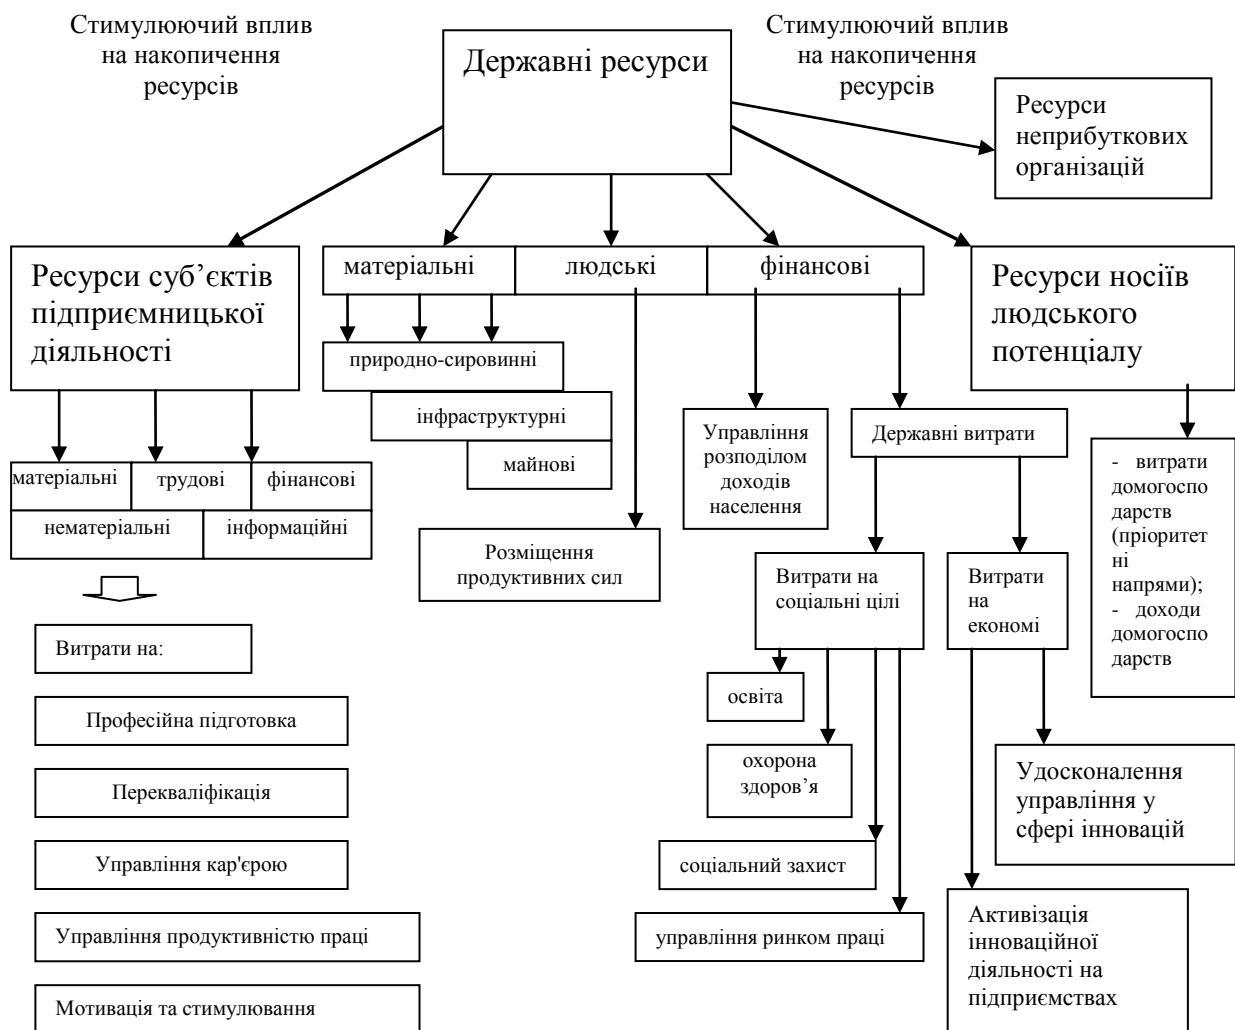 Стимулюючий вплив
на накопичення
ресурсів
Державні ресурси
Стимулюючий вплив
на накопичення
ресурсів
Ресурси
неприбуткових
організацій
Ресурси суб’єктів
підприємницької
діяльності
матеріальні
людські
фінансові
Ресурси носіїв
людського
потенціалу
природно-сировинні
інфраструктурні
майнові
Управління
розподілом
доходів
населення
Державні витрати
- витрати
домогоспо
дарств
(пріоритет
ні
напрями);
- доходи
домогоспо
дарств
матеріальні
трудові
фінансові
нематеріальні
інформаційні
Розміщення
продуктивних сил
Витрати на
соціальні цілі
Витрати
на
економі
Витрати на:
Професійна підготовка
Перекваліфікація
Управління кар'єрою
Управління продуктивністю праці
Мотивація та стимулювання
освіта
охорона
здоров’я
соціальний захист
управління ринком праці
Удосконалення
управління у
сфері інновацій
Активізація
інноваційної
діяльності на
підприємствах